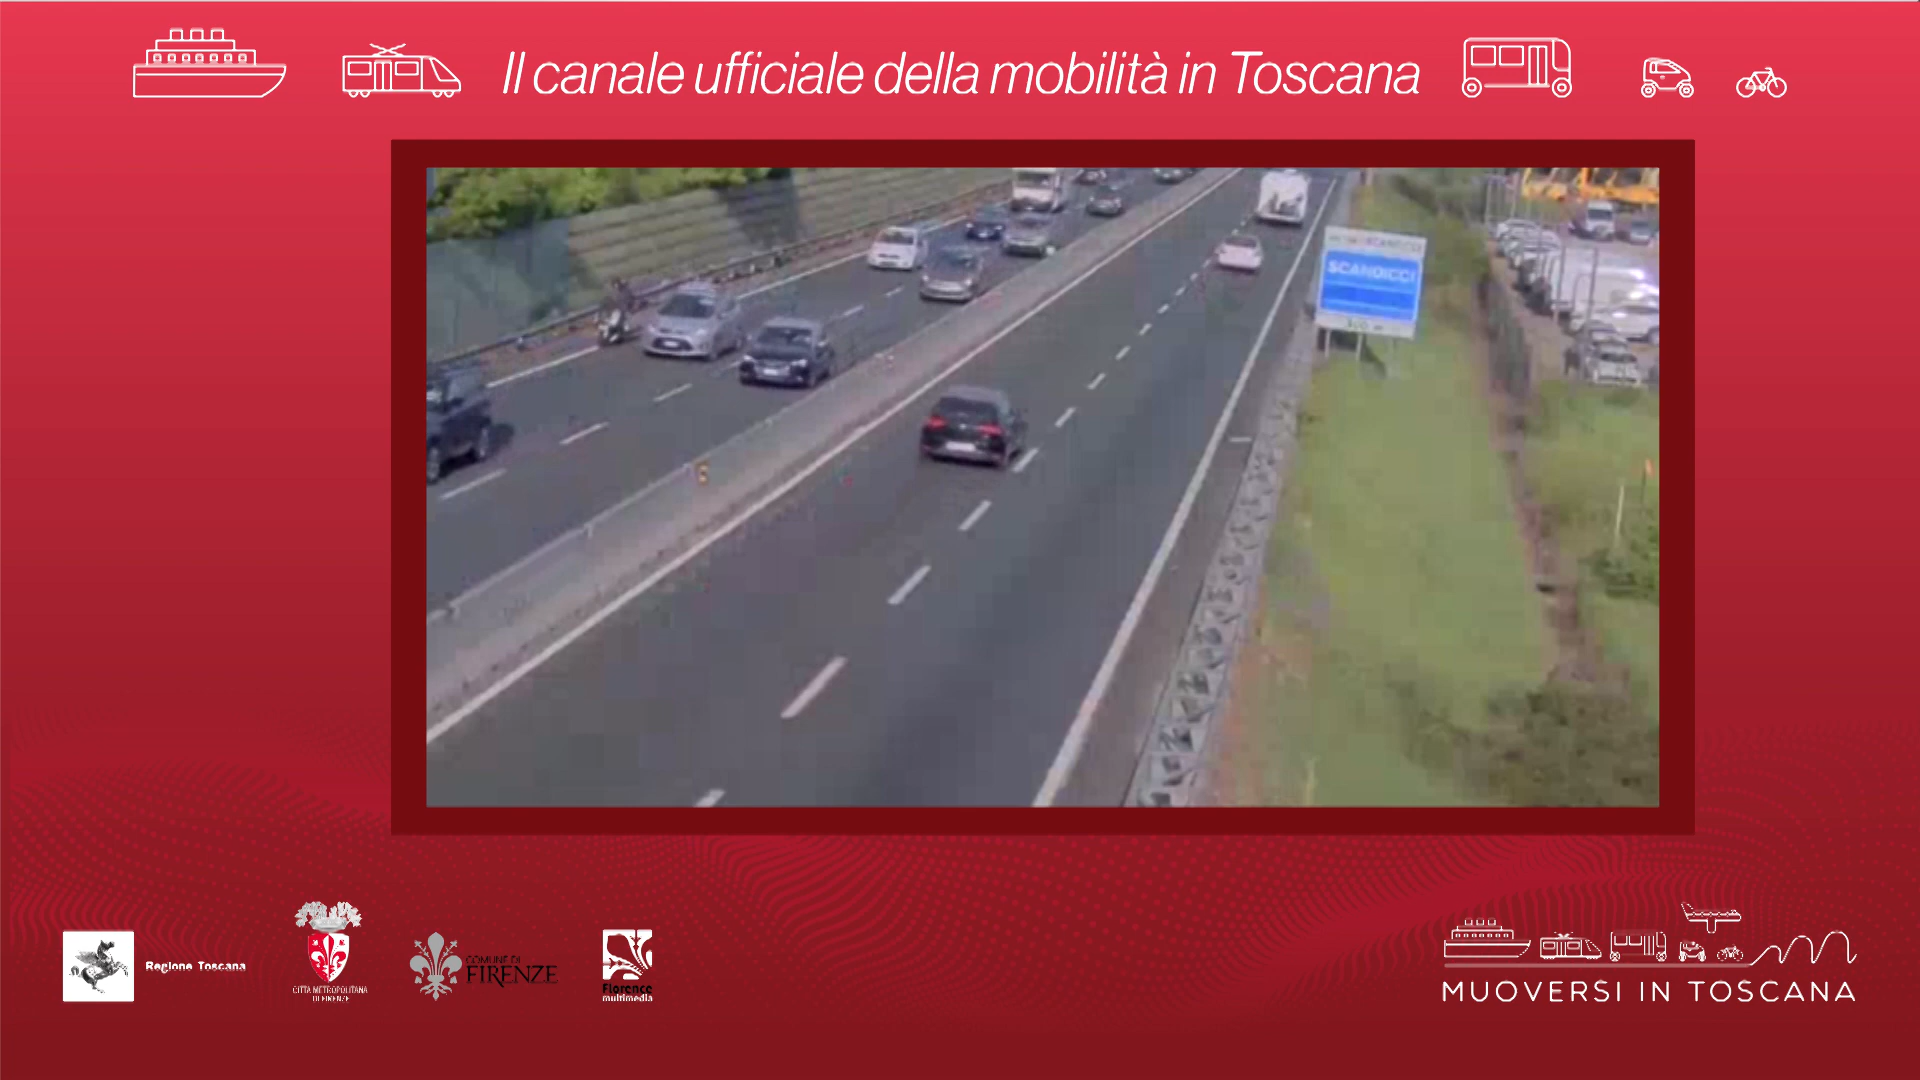 Il canale ufficiale della mobilità in Toscana
SCANDICCI
Regione Toscana
CITTÀ METROPOLITANA
DI FIRENZE
COMUNE DI
FIRENZE
Florence
multimedia
MUOVERSI IN TOSCANA